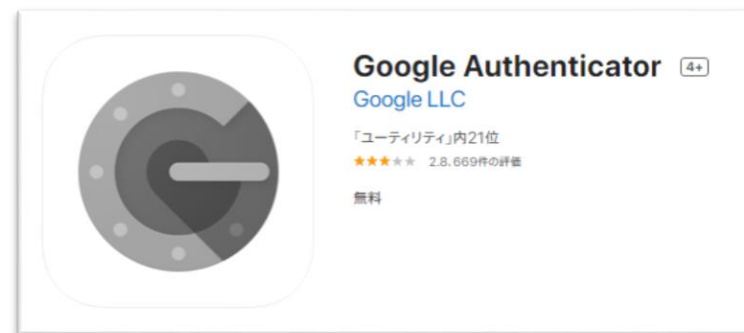 Google Authenticator 4+
Google LLC
「ユーティリティ」内21位
★★★★★ 2.8、669件の評価
無料